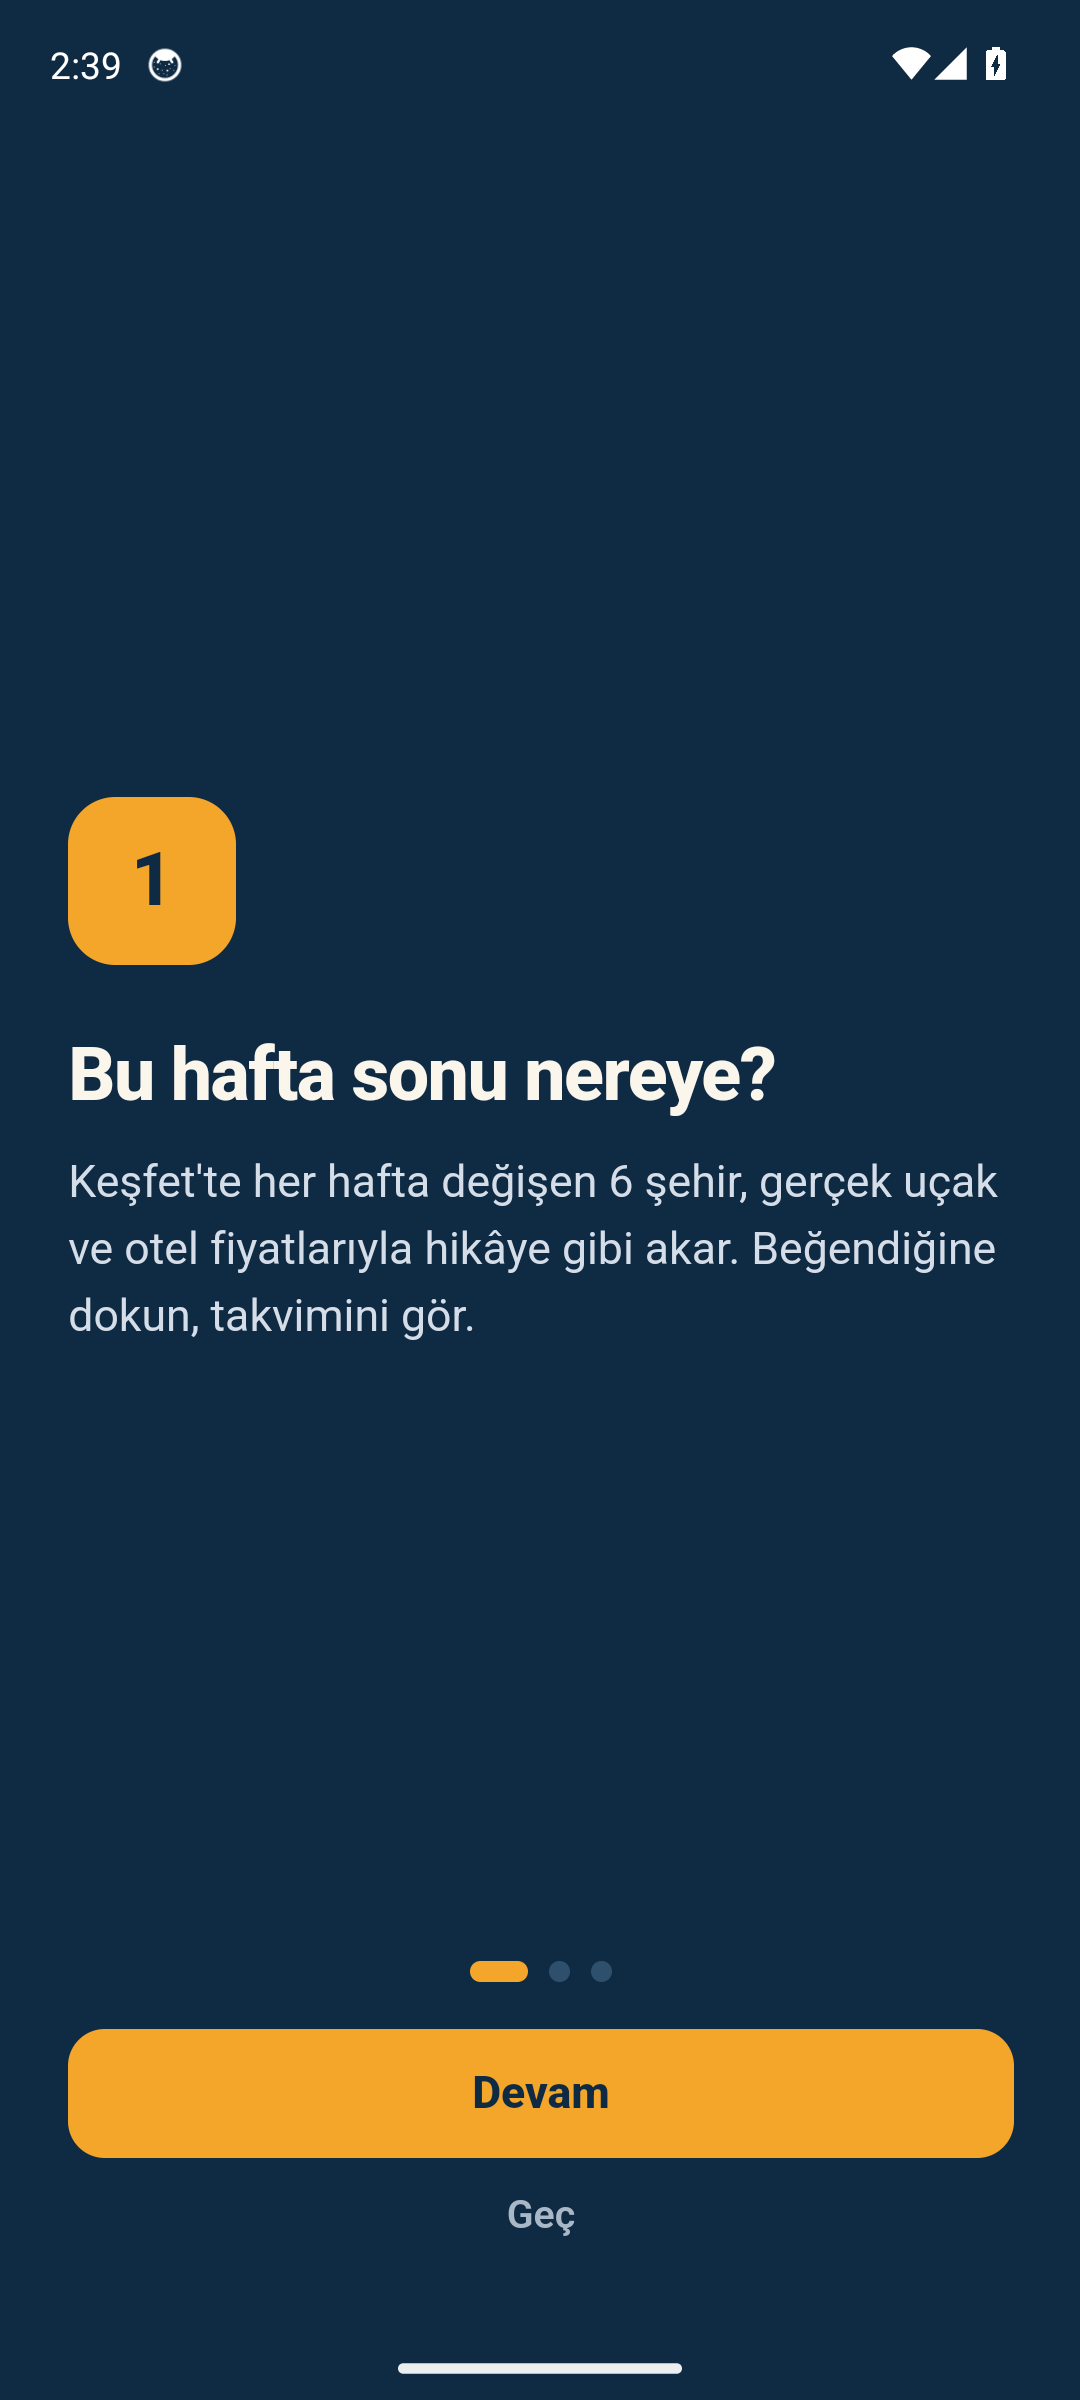 2:39
1
Bu hafta sonu nereye?
Keşfet'te her hafta değişen 6 şehir, gerçek uçak
ve otel fiyatlarıyla hikâye gibi akar. Beğendiğine
dokun, takvimini gör.
Devam
Geç